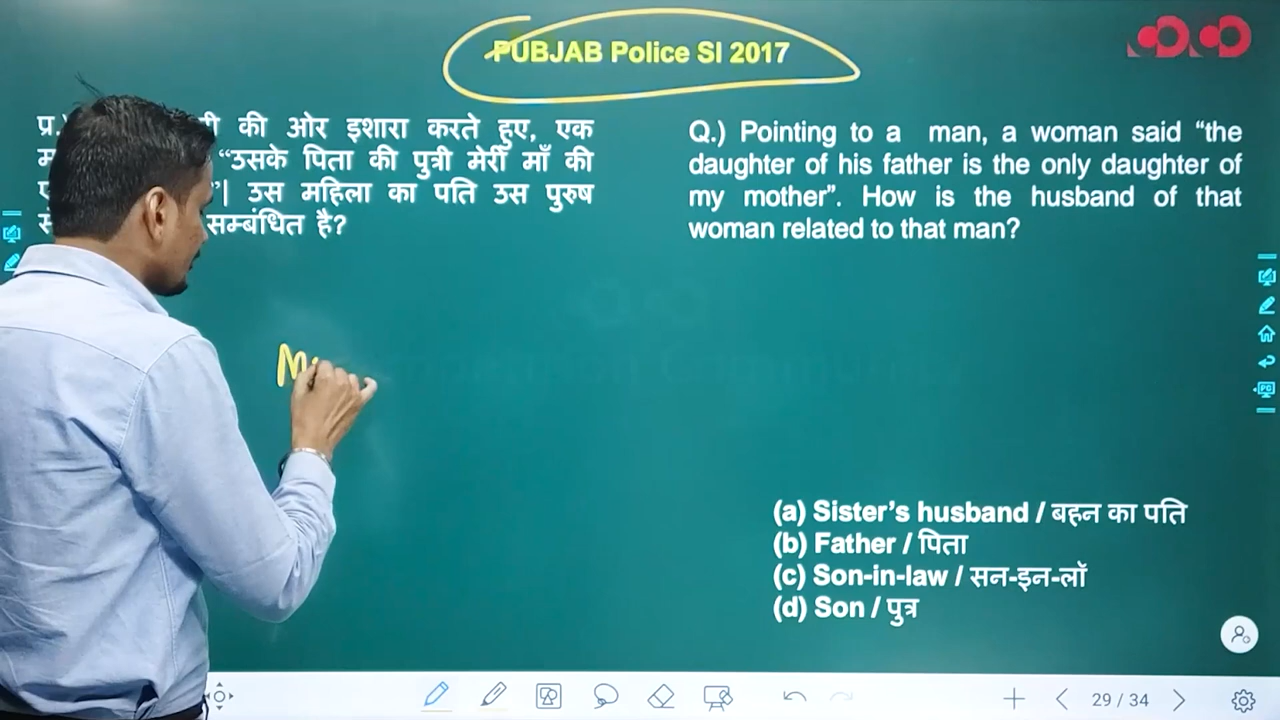 PUBJAB Police SI 2017
की ओर इशारा करते हुए, एक
“उसके पिता की पुत्री मेरी माँ की
”| उस महिला का पति उस पुरुष
सम्बंधित है?
Q.) Pointing to a man, a woman said “the
daughter of his father is the only daughter of
my mother”. How is the husband of that
woman related to that man?
(a) Sister’s husband / बहन का पति
(b) Father / पिता
(c) Son-in-law / सन-इन-लॉ
(d) Son / पुत्र
29 / 34